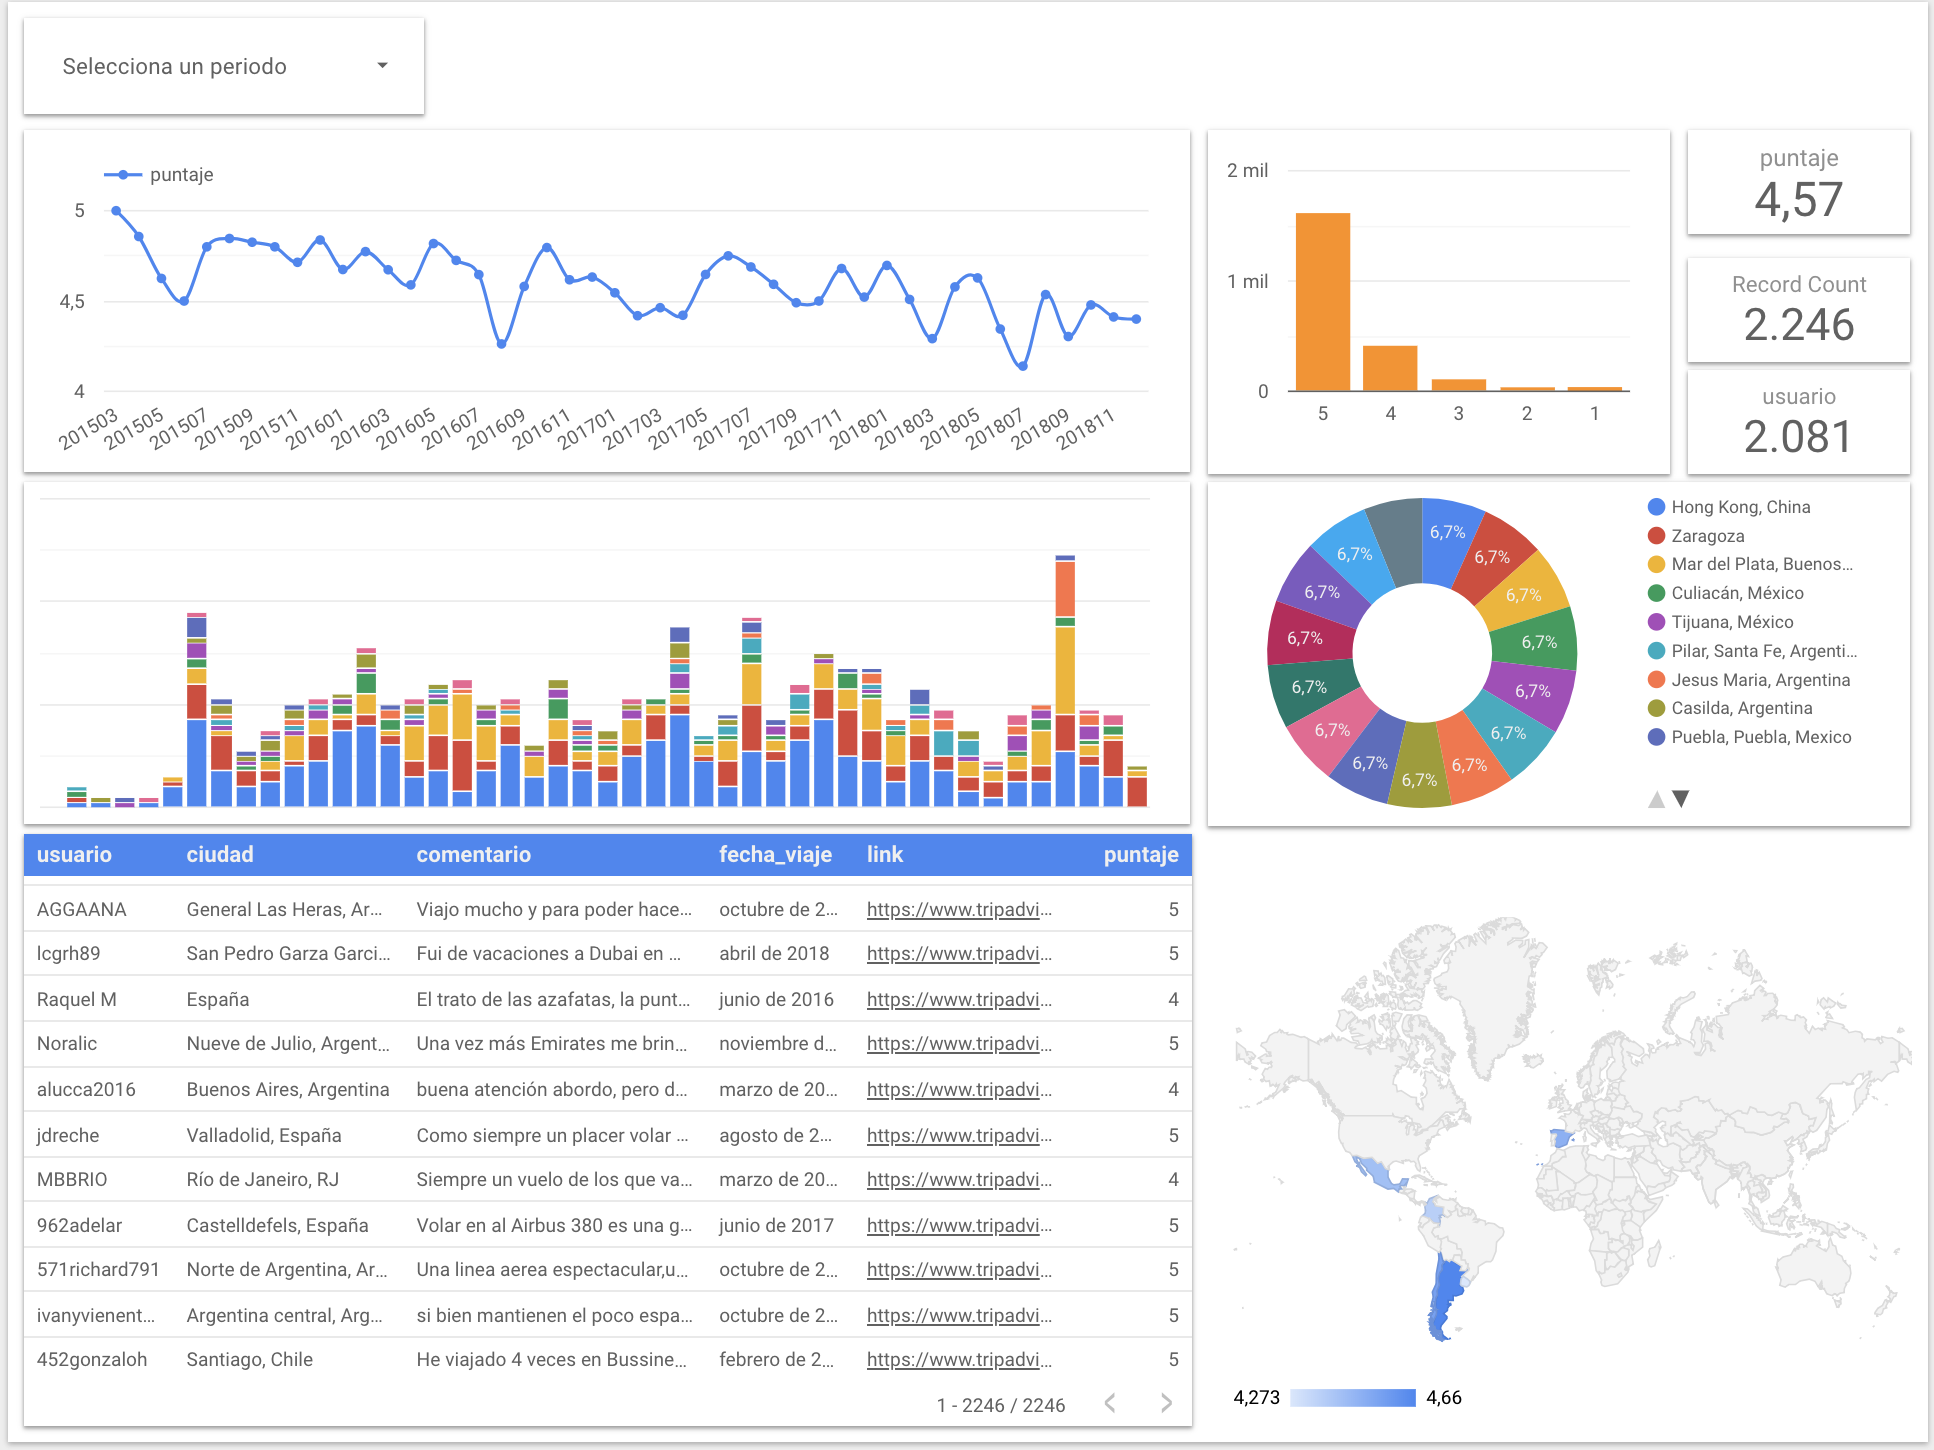 Selecciona un periodo
puntaje
5
4,5
4
201503 201505 201507 201509 201511 201601 201603 201605 201607 201609 201611 201701 201703 201705 201707 201709 201711 201801 201803 201805 201807 201809 201811
2 mil
1 mil
0
5 4 3 2 1
puntaje
4,57
Record Count
2.246
usuario
2.081
6,7%
6,7%
6,7%
6,7%
6,7%
6,7%
6,7%
6,7%
6,7%
6,7%
6,7%
6,7%
6,7%
6,7%
Hong Kong, China
Zaragoza
Mar del Plata, Buenos...
Culiacán, México
Tijuana, México
Pilar, Santa Fe, Argenti...
Jesus Maria, Argentina
Casilda, Argentina
Puebla, Puebla, Mexico
usuario ciudad comentario fecha_viaje link puntaje
AGGAANA General Las Heras, Ar... Viajo mucho y para poder hace... octubre de 2... https://www.tripadvi... 5
lcgrh89 San Pedro Garza Garci... Fui de vacaciones a Dubai en ... abril de 2018 https://www.tripadvi... 5
Raquel M España El trato de las azafatas, la punt... junio de 2016 https://www.tripadvi... 4
Noralic Nueve de Julio, Argent... Una vez más Emirates me brin... noviembre d... https://www.tripadvi... 5
alucca2016 Buenos Aires, Argentina buena atención abordo, pero d... marzo de 20... https://www.tripadvi... 4
jdreche Valladolid, España Como siempre un placer volar ... agosto de 2... https://www.tripadvi... 5
MBBRIO Río de Janeiro, RJ Siempre un vuelo de los que va... marzo de 20... https://www.tripadvi... 4
962adelar Castelldefels, España Volar en al Airbus 380 es una g... junio de 2017 https://www.tripadvi... 5
571richard791 Norte de Argentina, Ar... Una linea aerea espectacular,u... octubre de 2... https://www.tripadvi... 5
ivanyvienent... Argentina central, Arg... si bien mantienen el poco espa... octubre de 2... https://www.tripadvi... 5
452gonzaloh Santiago, Chile He viajado 4 veces en Bussine... febrero de 2... https://www.tripadvi... 5
1 - 2246 / 2246
4,273 4,66